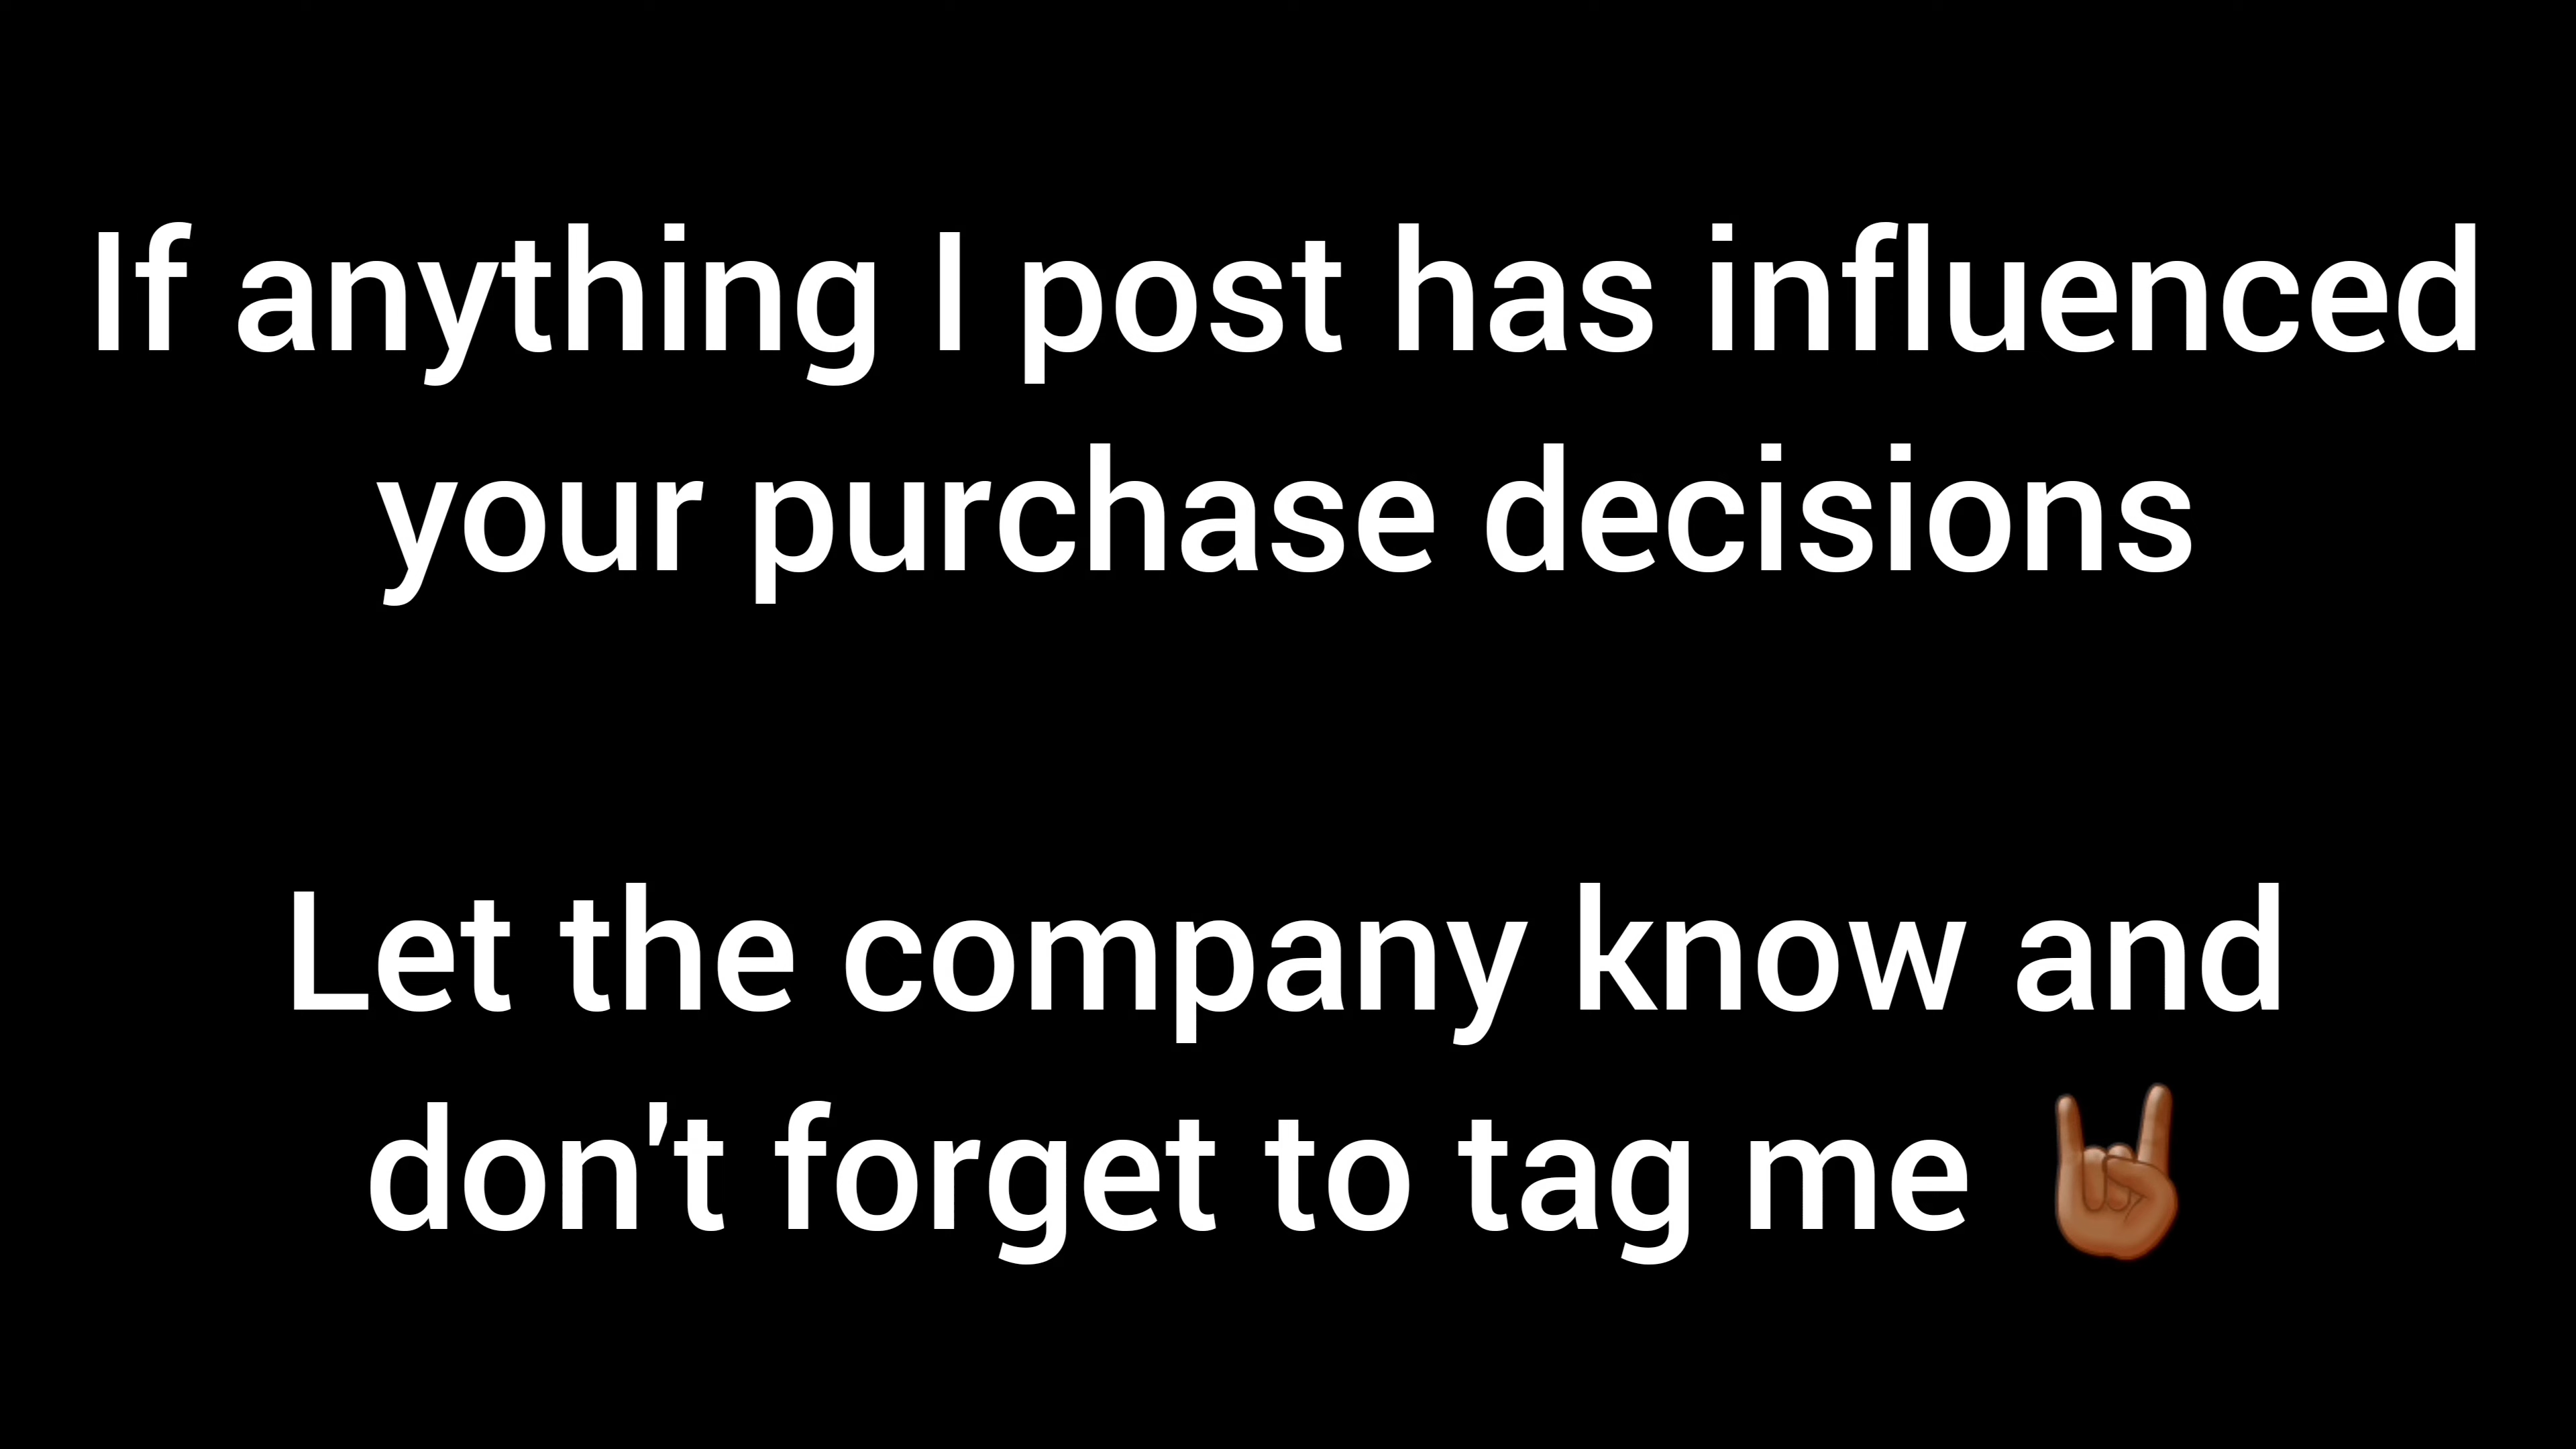 If anything I post has influenced
your purchase decisions
Let the company know and
don't forget to tag me 🤘🏾